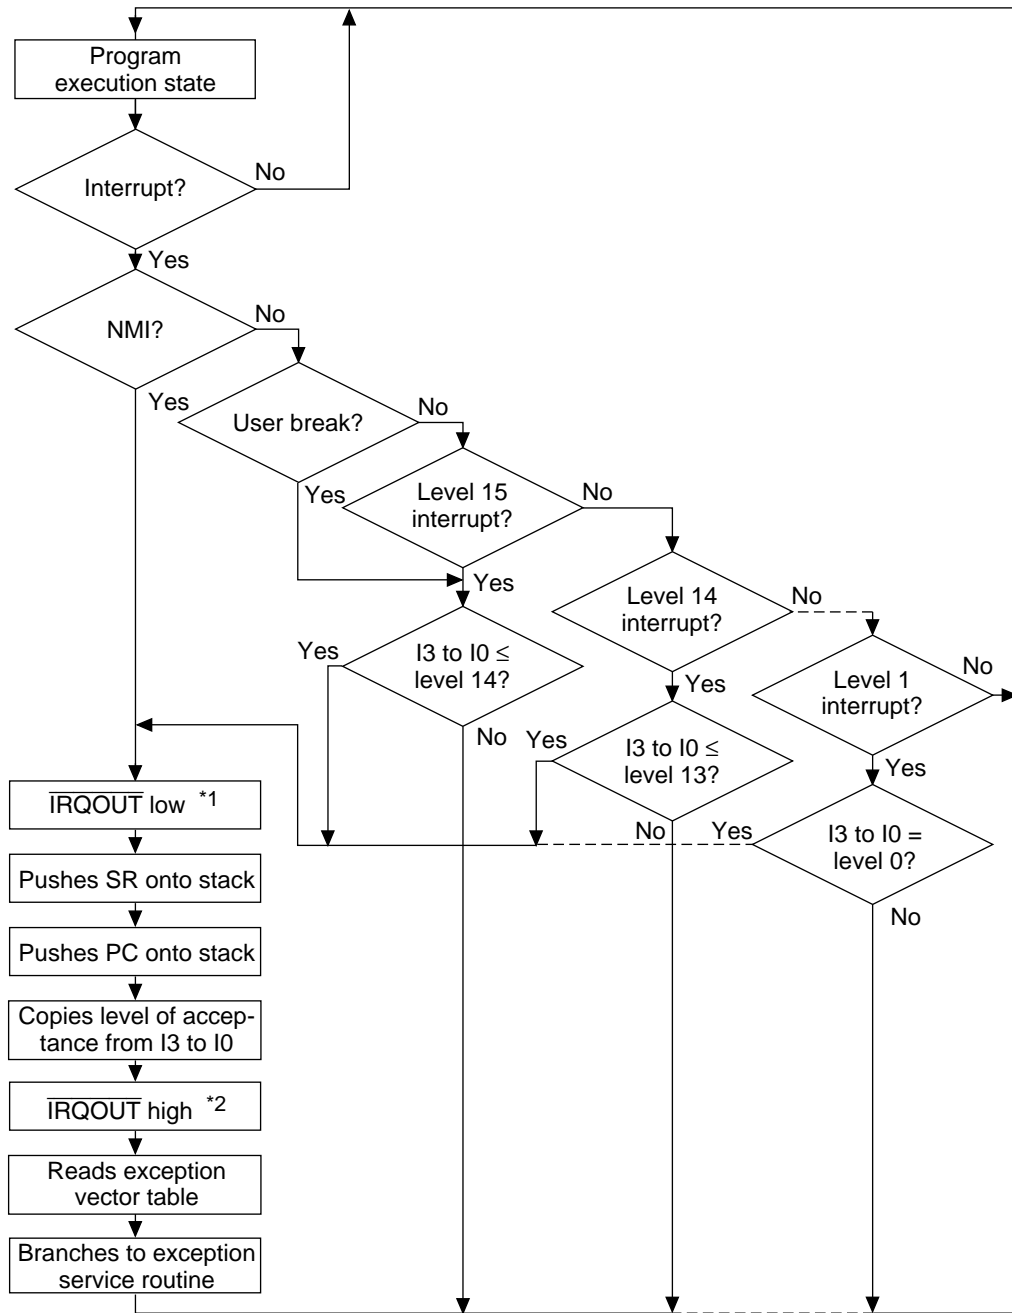 Program
execution state
Interrupt?
No
Yes
NMI?
No
Yes
User break?
No
Yes
Level 15
interrupt?
No
Yes
Level 14
interrupt?
No
Yes
Level 1
interrupt?
No
Yes
I3 to I0 ≤
level 14?
Yes
No
I3 to I0 ≤
level 13?
Yes
No
I3 to I0 =
level 0?
Yes
No
IRQOUT low *1
Pushes SR onto stack
Pushes PC onto stack
Copies level of accep-
tance from I3 to I0
IRQOUT high *2
Reads exception
vector table
Branches to exception
service routine